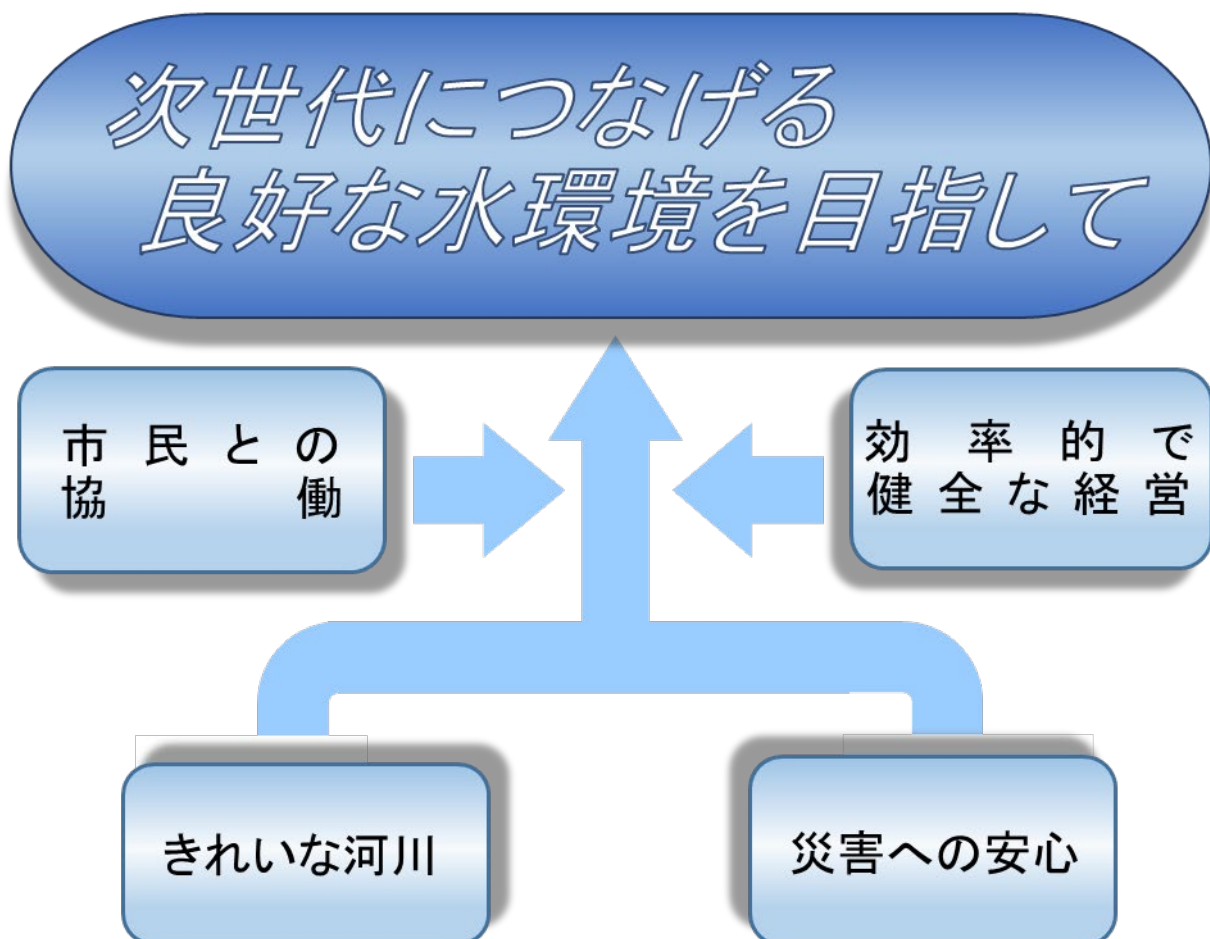 次世代につなげる
良好な水環境を目指して
市民との
協働
効率的で
健全な経営
きれいな河川
災害への安心